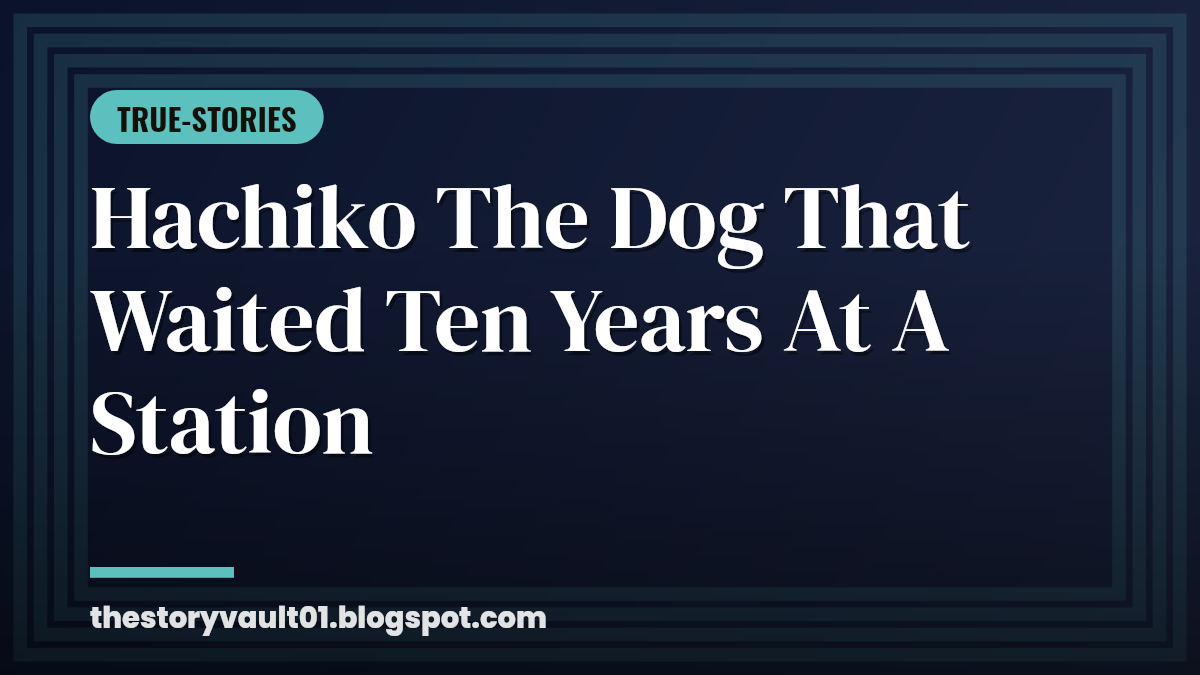 TRUE-STORIES
Hachiko The Dog That
Waited Ten Years At A
Station
thestoryvault01.blogspot.com